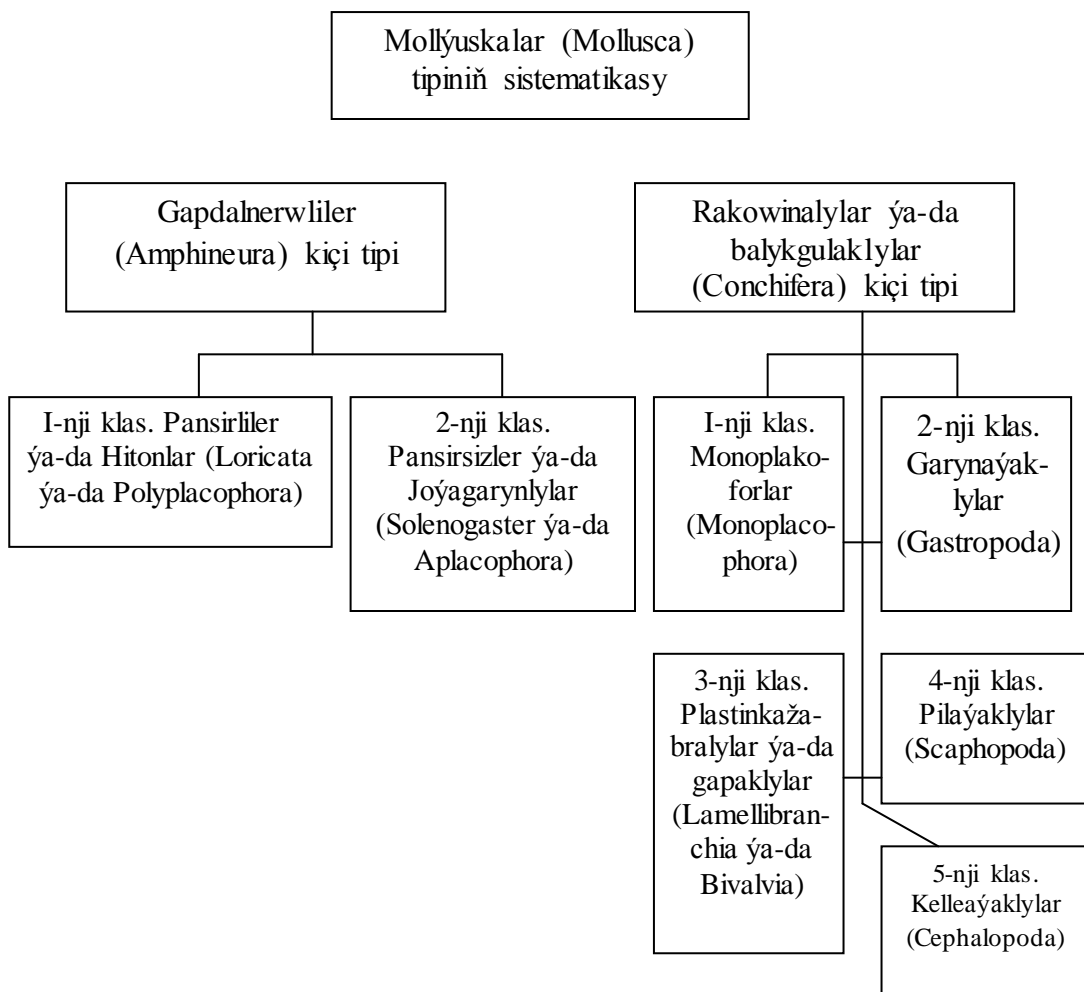 Mollýuskalar (Mollusca)
tipiniň sistematikasy
Gapdalnerwliler
(Amphineura) kiçi tipi
Rakowinalylar ýa-da
balykgulaklylar
(Conchifera) kiçi tipi
I-nji klas. Pansirliler
ýa-da Hitonlar (Loricata
ýa-da Polyplacophora)
2-nji klas.
Pansirsizler ýa-da
Joýagarynlylar
(Solenogaster ýa-da
Aplacophora)
I-nji klas.
Monoplako-
forlar
(Monoplaco-
phora)
2-nji klas.
Garynaýak-
lylar
(Gastropoda)
3-nji klas.
Plastinkaža-
bralylar ýa-da
gapaklylar
(Lamellibran-
chia ýa-da
Bivalvia)
4-nji klas.
Pilaýaklylar
(Scaphopoda)
5-nji klas.
Kelleaýaklylar
(Cephalopoda)